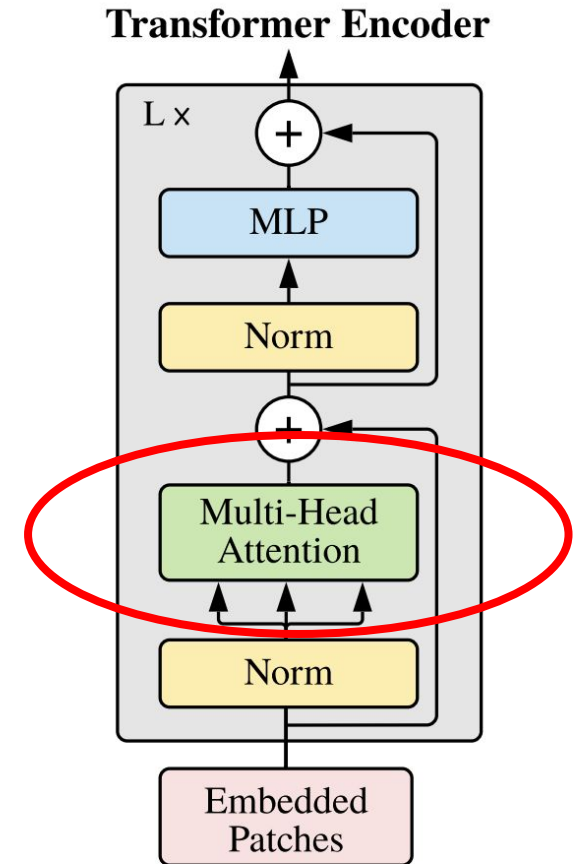 Transformer Encoder
L ×
+
MLP
Norm
+
Multi-Head
Attention
Norm
Embedded
Patches